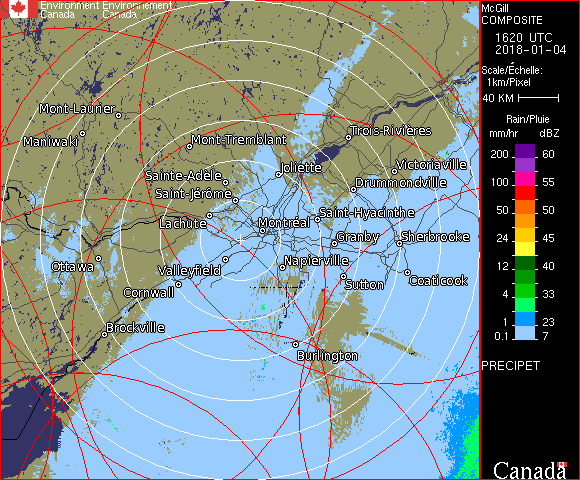 Environment Environnement
Canada Canada
McGill
COMPOSITE
1620 UTC
2018-01-04
Scale/Échelle:
1km/Pixel
40 KM
Rain/Pluie
mm/hr dBZ
200 60
100 55
50 50
24 45
12 40
4 33
1 23
0.1 7
PRECIPET
Canada
Mont-Laurier
Maniwaki
Mont-Tremblant
Trois-Rivières
Sainte-Adèle
Joliette
Victoriaville
Saint-Jérôme
Drummondville
Lachute
Montréal
Saint-Hyacinthe
Granby
Sherbrooke
Ottawa
Valleyfield
Napierville
Cornwall
Sutton
Coaticook
Brockville
Burlington